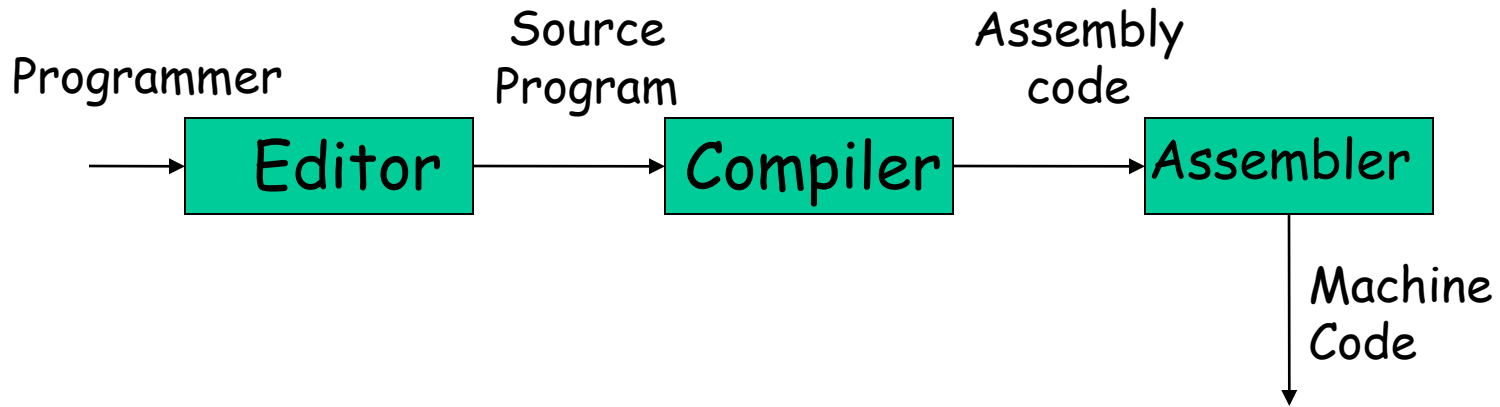 Programmer
Source
Program
Assembly
code
Editor
Compiler
Assembler
Machine
Code